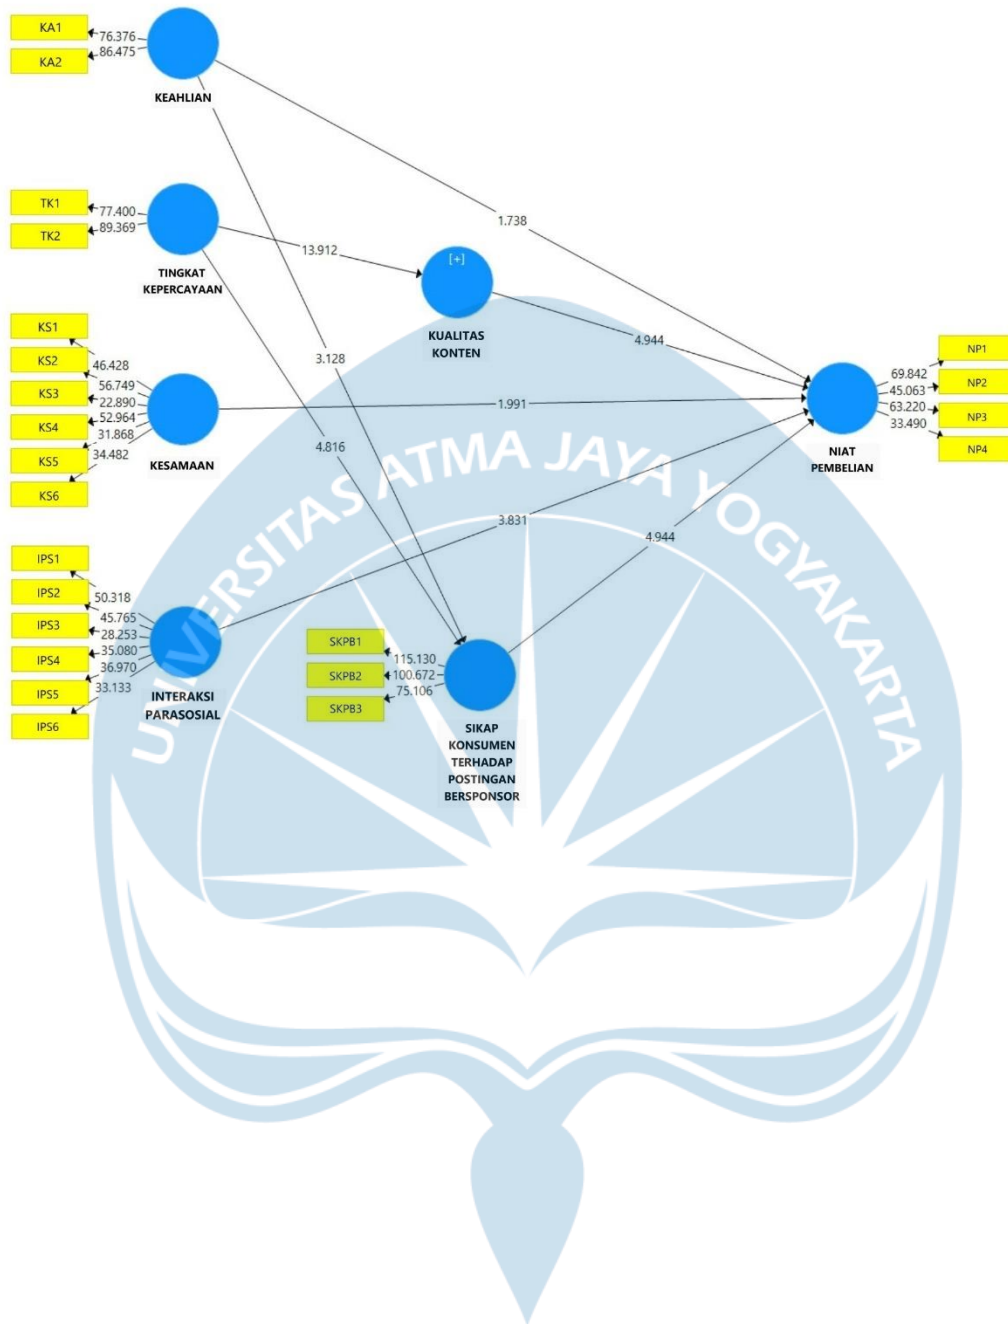 KA1
76.376
KA2
86.475
KEAHLIAN
TK1
77.400
TK2
89.369
TINGKAT
KEPERCAYAAN
KS1
46.428
KS2
56.749
KS3
22.890
KS4
52.964
KS5
31.868
KS6
34.482
KESAMAAN
IPS1
50.318
IPS2
45.765
IPS3
28.253
IPS4
35.080
IPS5
36.970
IPS6
33.133
INTERAKSI
PARASOSIAL
1.738
13.912
3.128
4.816
[+]
KUALITAS
KONTEN
4.944
1.991
3.831
4.944
SKPB1
115.130
SKPB2
100.672
SKPB3
75.106
SIKAP
KONSUMEN
TERHADAP
POSTINGAN
BERSPONSOR
NIAT
PEMBELIAN
69.842
NP1
45.063
NP2
63.220
NP3
33.490
NP4
UNIVERSITAS ATMA JAYA YOGYAKARTA